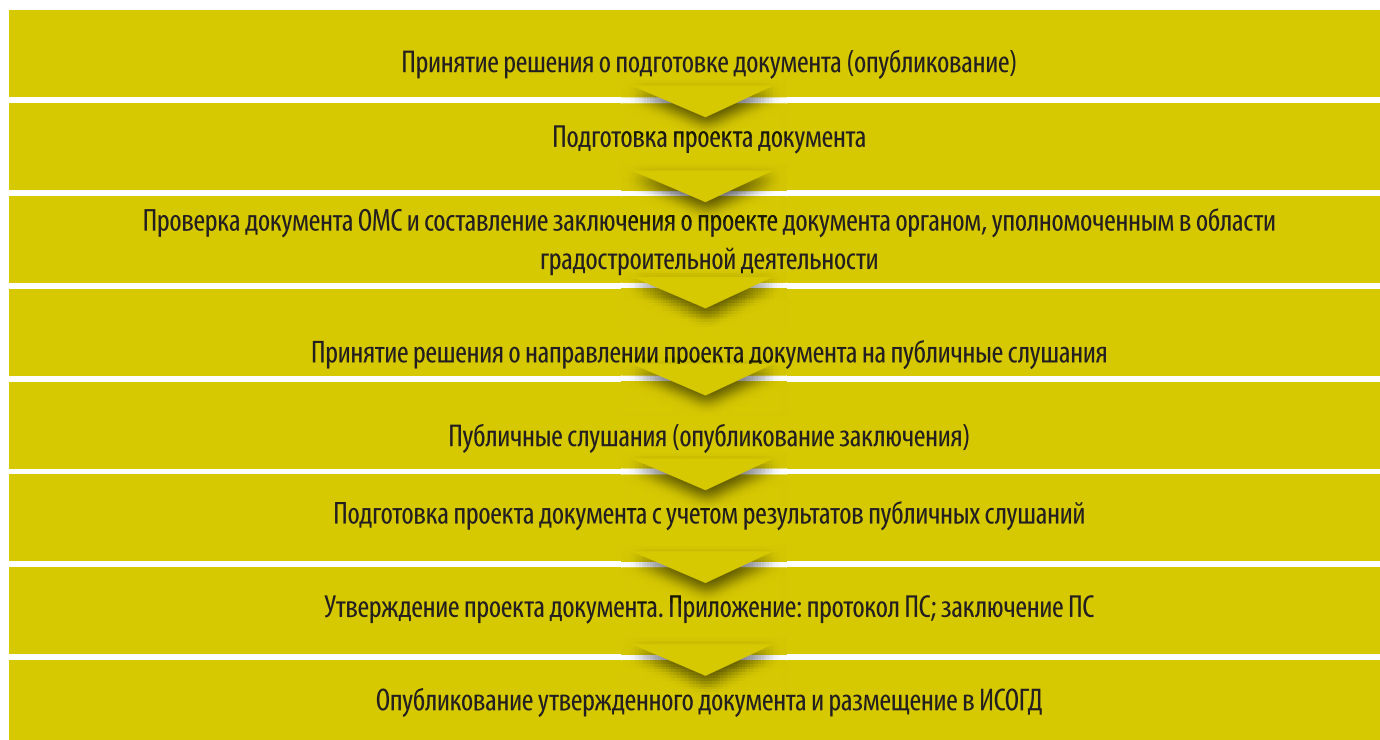 Принятие решения о подготовке документа (опубликование)
Подготовка проекта документа
Проверка документа ОМС и составление заключения о проекте документа органом, уполномоченным в области
градостроительной деятельности
Принятие решения о направлении проекта документа на публичные слушания
Публичные слушания (опубликование заключения)
Подготовка проекта документа с учетом результатов публичных слушаний
Утверждение проекта документа. Приложение: протокол ПС; заключение ПС
Опубликование утвержденного документа и размещение в ИСОГД